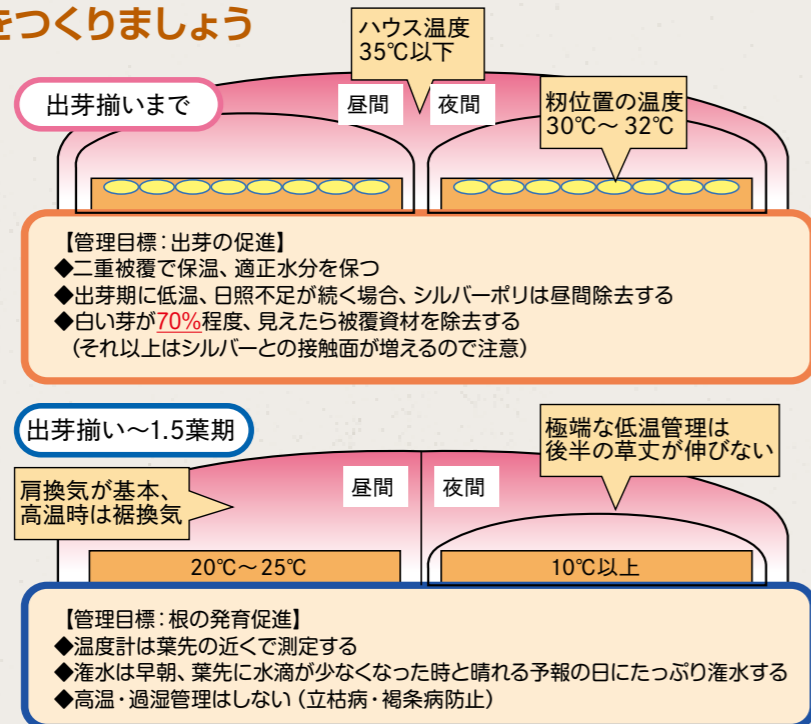 をつくりましょう
ハウス温度
35℃以下
出芽揃いまで
昼間
夜間
籾位置の温度
30℃～32℃
【管理目標：出芽の促進】
◆二重被覆で保温、適正水分を保つ
◆出芽期に低温、日照不足が続く場合、シルバーポリは昼間除去する
◆白い芽が70%程度、見えたら被覆資材を除去する
（それ以上はシルバーとの接触面が増えるので注意）
出芽揃い～1.5葉期
極端な低温管理は
後半の草丈が伸びない
肩換気が基本、
高温時は裾換気
昼間
夜間
20℃～25℃
10℃以上
【管理目標：根の発育促進】
◆温度計は葉先の近くで測定する
◆潅水は早朝、葉先に水滴が少なくなった時と晴れる予報の日にたっぷり潅水する
◆高温・過湿管理はしない（立枯病・褐条病防止）